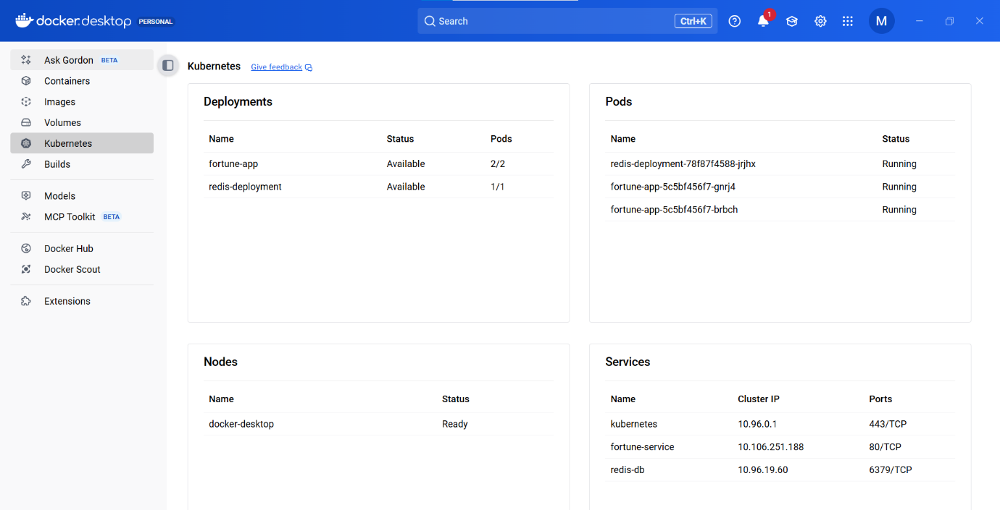 docker.desktop PERSONAL
Search Ctrl+K
1
M
Ask Gordon BETA
Containers
Images
Volumes
Kubernetes
Builds
Models
MCP Toolkit BETA
Docker Hub
Docker Scout
Extensions
Kubernetes Give feedback
Deployments
Name Status Pods
fortune-app Available 2/2
redis-deployment Available 1/1
Pods
Name Status
redis-deployment-78f87f4588-jrjhx Running
fortune-app-5c5bf456f7-gnrj4 Running
fortune-app-5c5bf456f7-brbch Running
Nodes
Name Status
docker-desktop Ready
Services
Name Cluster IP Ports
kubernetes 10.96.0.1 443/TCP
fortune-service 10.106.251.188 80/TCP
redis-db 10.96.19.60 6379/TCP